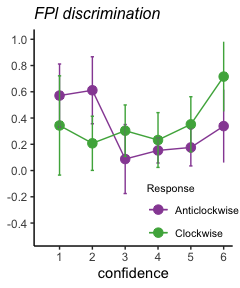 FPI discrimination
1.0
0.8
0.6
0.4
0.2
0.0
-0.2
-0.4
Response
Anticlockwise
Clockwise
1 2 3 4 5 6
confidence